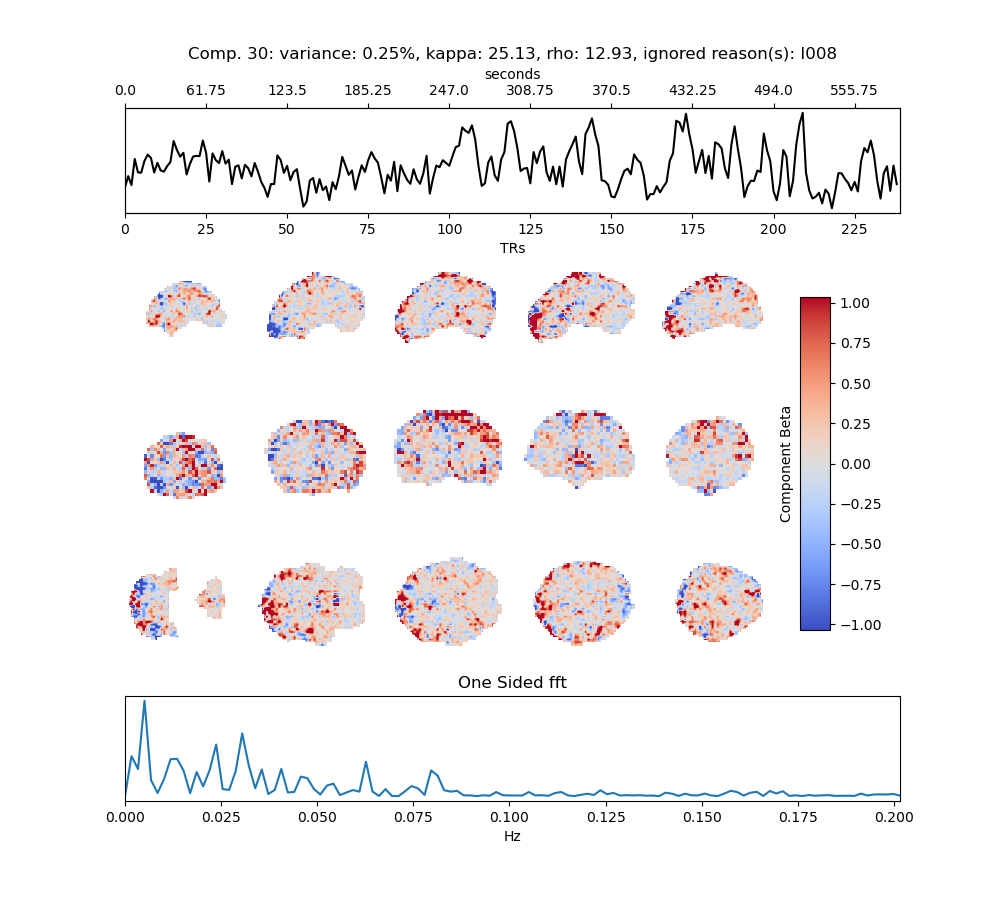 Comp. 30: variance: 0.25%, kappa: 25.13, rho: 12.93, ignored reason(s): I008
seconds
0.0 61.75 123.5 185.25 247.0 308.75 370.5 432.25 494.0 555.75
0 25 50 75 100 125 150 175 200 225
TRs
1.00
0.75
0.50
0.25
0.00
−0.25
−0.50
−0.75
−1.00
Component Beta
One Sided fft
0.000 0.025 0.050 0.075 0.100 0.125 0.150 0.175 0.200
Hz